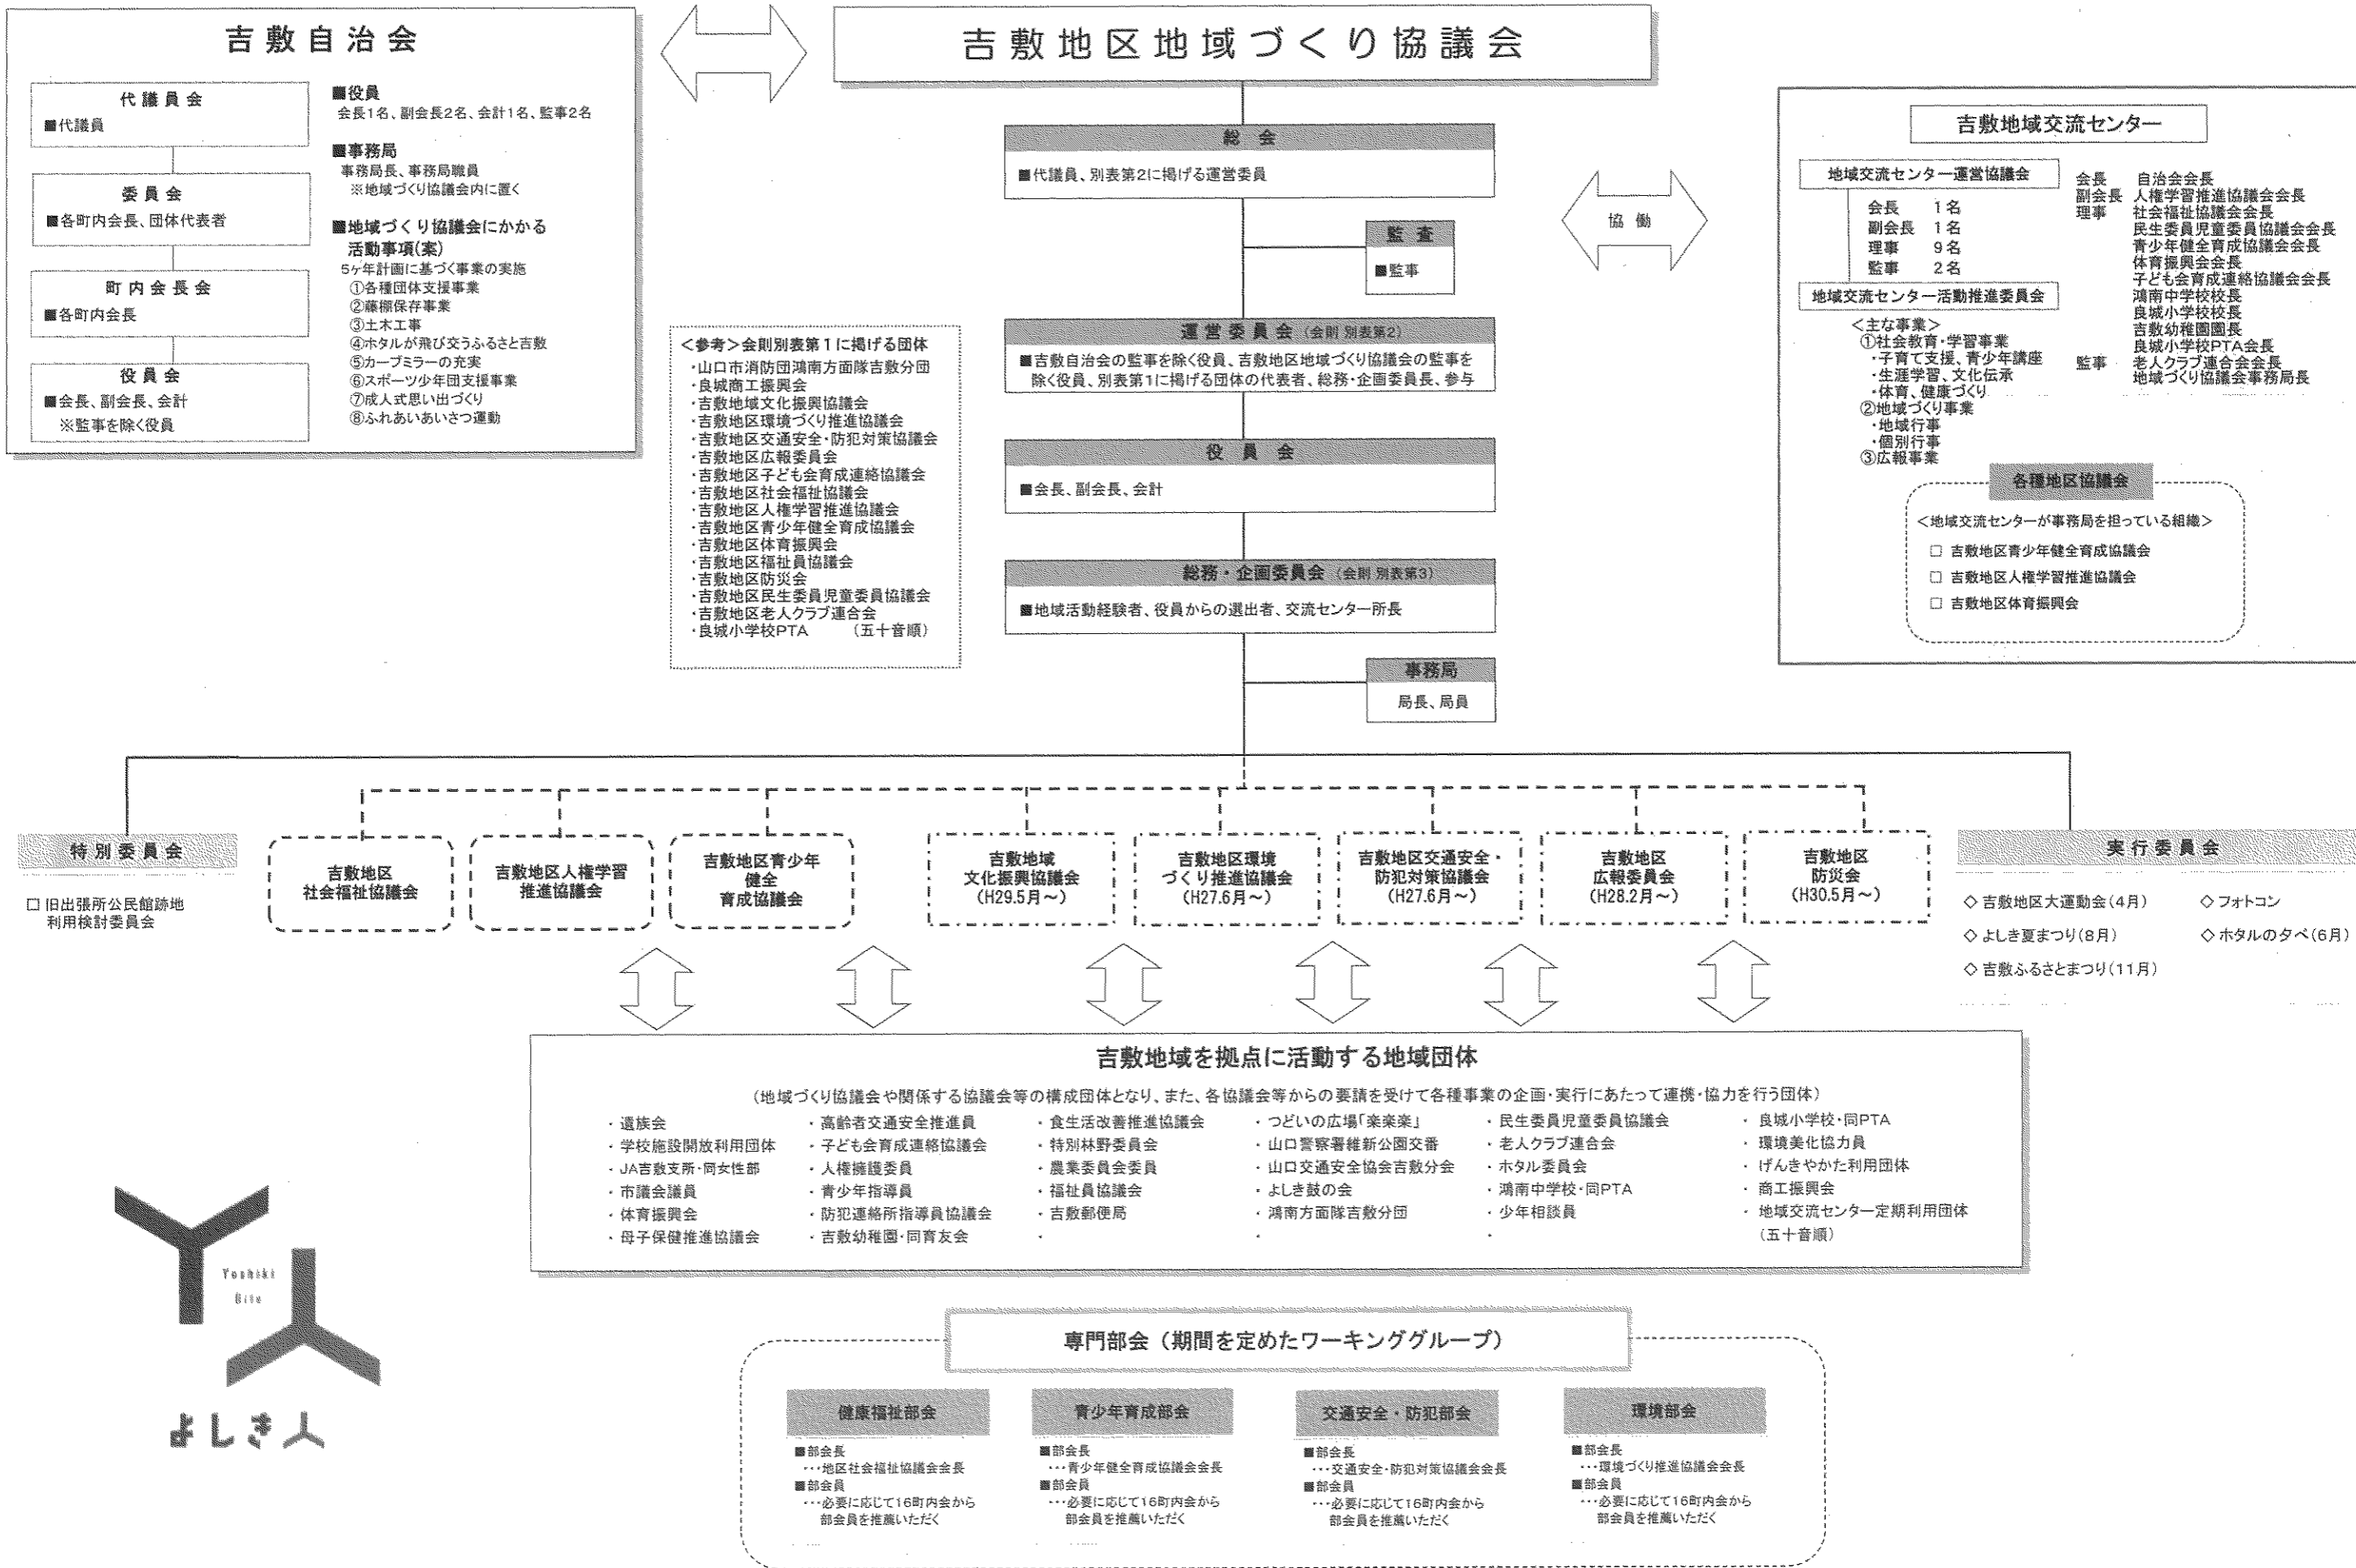 吉敷自治会
代議員会
■代議員
委員会
■各町内会長、団体代表者
町内会長会
■各町内会長
役員会
■会長、副会長、会計
※監事を除く役員
■役員
会長1名、副会長2名、会計1名、監事2名
■事務局
事務局長、事務局職員
※地域づくり協議会内に置く
■地域づくり協議会にかかる
活動事項(案)
5ヶ年計画に基づく事業の実施
①各種団体支援事業
②藤棚保存事業
③土木工事
④ホタルが飛び交うふるさと吉敷
⑤カーブミラーの充実
⑥スポーツ少年団支援事業
⑦成人式思い出づくり
⑧ふれあいあいさつ運動
吉敷地区地域づくり協議会
総会
■代議員、別表第2に掲げる運営委員
監査
■監事
運営委員会(会則 別表第2)
■吉敷自治会の監事を除く役員、吉敷地区地域づくり協議会の監事を
除く役員、別表第1に掲げる団体の代表者、総務・企画委員長、参与
役員会
■会長、副会長、会計
総務・企画委員会(会則 別表第3)
■地域活動経験者、役員からの選出者、交流センター所長
事務局
局長、局員
<参考>会則別表第1に掲げる団体
・山口市消防団鴻南方面隊吉敷分団
・良城商工振興会
・吉敷地域文化振興協議会
・吉敷地区環境づくり推進協議会
・吉敷地区交通安全・防犯対策協議会
・吉敷地区広報委員会
・吉敷地区子ども会育成連絡協議会
・吉敷地区社会福祉協議会
・吉敷地区人権学習推進協議会
・吉敷地区青少年健全育成協議会
・吉敷地区体育振興会
・吉敷地区福祉員協議会
・吉敷地区防災会
・吉敷地区民生委員児童委員協議会
・吉敷地区老人クラブ連合会
・良城小学校PTA (五十音順)
協働
吉敷地域交流センター
地域交流センター運営協議会
会長 1名
副会長 1名
理事 9名
監事 2名
地域交流センター活動推進委員会
<主な事業>
①社会教育・学習事業
・子育て支援、青少年講座
・生涯学習、文化伝承
・体育、健康づくり
②地域づくり事業
・地域行事
・個別行事
③広報事業
会長 自治会会長
副会長 人権学習推進協議会会長
理事 社会福祉協議会会長
民生委員児童委員協議会会長
青少年健全育成協議会会長
体育振興会会長
子ども会育成連絡協議会会長
鴻南中学校校長
良城小学校校長
吉敷幼稚園園長
良城小学校PTA会長
監事 老人クラブ連合会会長
地域づくり協議会事務局長
各種地区協議会
<地域交流センターが事務局を担っている組織>
□ 吉敷地区青少年健全育成協議会
□ 吉敷地区人権学習推進協議会
□ 吉敷地区体育振興会
特別委員会
□ 旧出張所公民館跡地
利用検討委員会
吉敷地区
社会福祉協議会
吉敷地区人権学習
推進協議会
吉敷地区青少年
健全
育成協議会
吉敷地域
文化振興協議会
(H29.5月~)
吉敷地区環境
づくり推進協議会
(H27.6月~)
吉敷地区交通安全・
防犯対策協議会
(H27.6月~)
吉敷地区
広報委員会
(H28.2月~)
吉敷地区
防災会
(H30.5月~)
実行委員会
◇吉敷地区大運動会(4月) ◇フォトコン
◇よしき夏まつり(8月) ◇ホタルの夕べ(6月)
◇吉敷ふるさとまつり(11月)
吉敷地域を拠点に活動する地域団体
(地域づくり協議会や関係する協議会等の構成団体となり、また、各協議会等からの要請を受けて各種事業の企画・実行にあたって連携・協力を行う団体)
・遺族会
・学校施設開放利用団体
・JA吉敷支所・同女性部
・市議会議員
・体育振興会
・母子保健推進協議会
・高齢者交通安全推進員
・子ども会育成連絡協議会
・人権擁護委員
・青少年指導員
・防犯連絡所指導員協議会
・吉敷幼稚園・同育友会
・食生活改善推進協議会
・特別林野委員会
・農業委員会委員
・福祉員協議会
・吉敷郵便局
・
・つどいの広場「楽楽楽」
・山口警察署維新公園交番
・山口交通安全協会吉敷分会
・よしき鼓の会
・鴻南方面隊吉敷分団
・
・民生委員児童委員協議会
・老人クラブ連合会
・ホタル委員会
・鴻南中学校・同PTA
・少年相談員
・
・良城小学校・同PTA
・環境美化協力員
・げんきやかた利用団体
・商工振興会
・地域交流センター定期利用団体
(五十音順)
Yoshiki
Bito
よしき人
専門部会(期間を定めたワーキンググループ)
健康福祉部会
■部会長
・・・地区社会福祉協議会会長
■部会員
・・・必要に応じて16町内会から
部会員を推薦いただく
青少年育成部会
■部会長
・・・青少年健全育成協議会会長
■部会員
・・・必要に応じて16町内会から
部会員を推薦いただく
交通安全・防犯部会
■部会長
・・・交通安全・防犯対策協議会会長
■部会員
・・・必要に応じて16町内会から
部会員を推薦いただく
環境部会
■部会長
・・・環境づくり推進協議会会長
■部会員
・・・必要に応じて16町内会から
部会員を推薦いただく